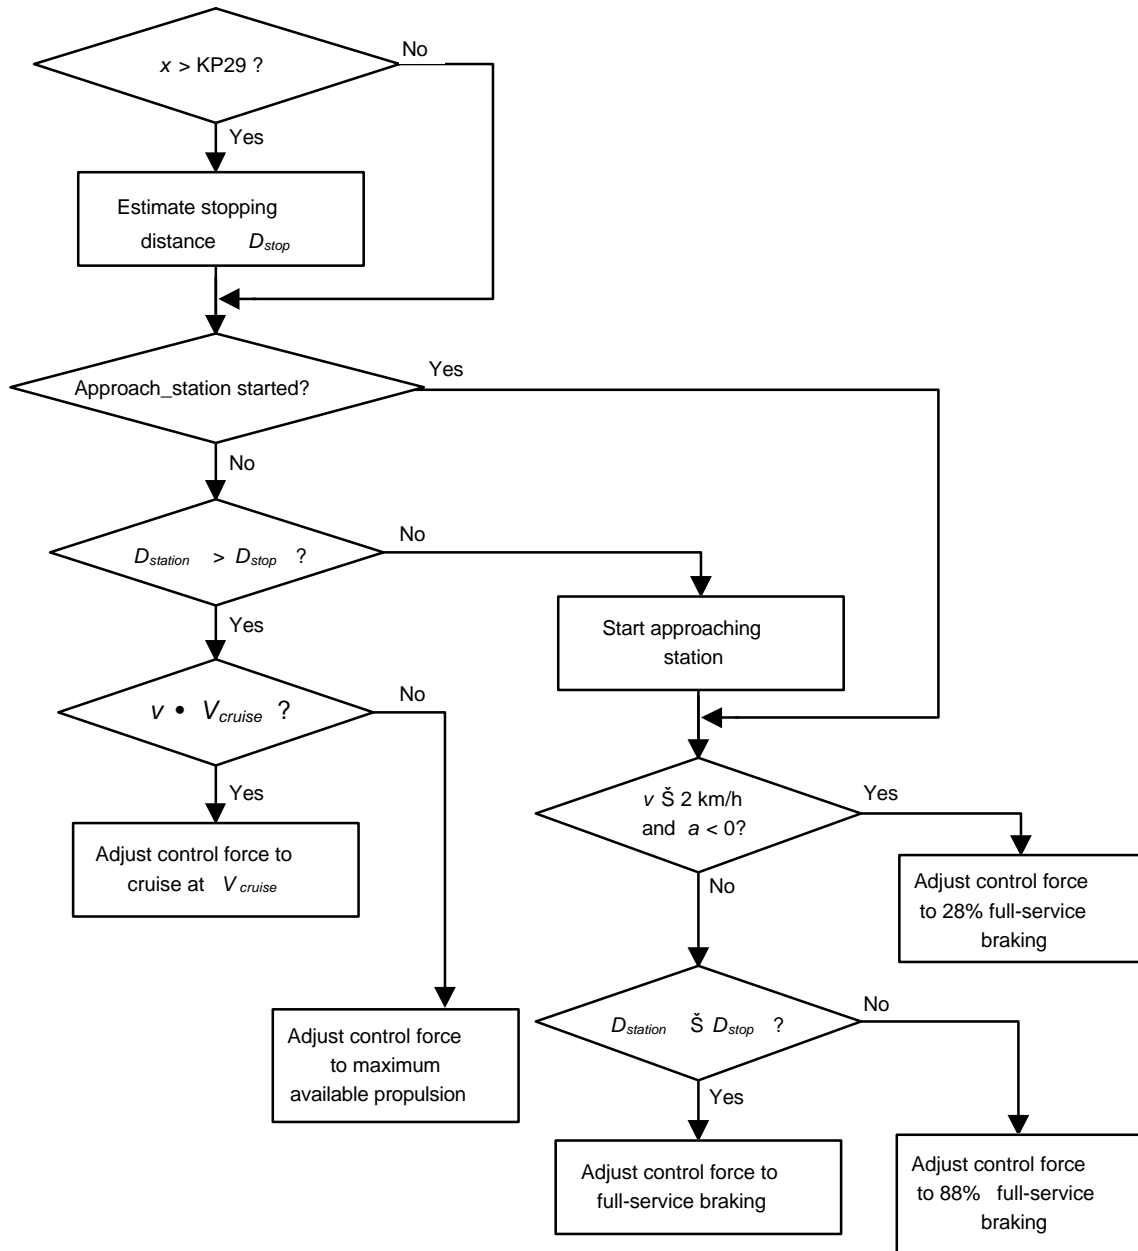 x > KP29 ?
No
Yes
Estimate stopping
distance D_stop
Approach_station started?
Yes
No
D_station > D_stop ?
No
Yes
Start approaching
station
v • V_cruise ?
No
Yes
Adjust control force to
cruise at V_cruise
v Š 2 km/h
and a < 0?
Yes
No
Adjust control force
to 28% full-service
braking
D_station Š D_stop ?
No
Yes
Adjust control force
to maximum
available propulsion
Adjust control force to
full-service braking
Adjust control force
to 88% full-service
braking